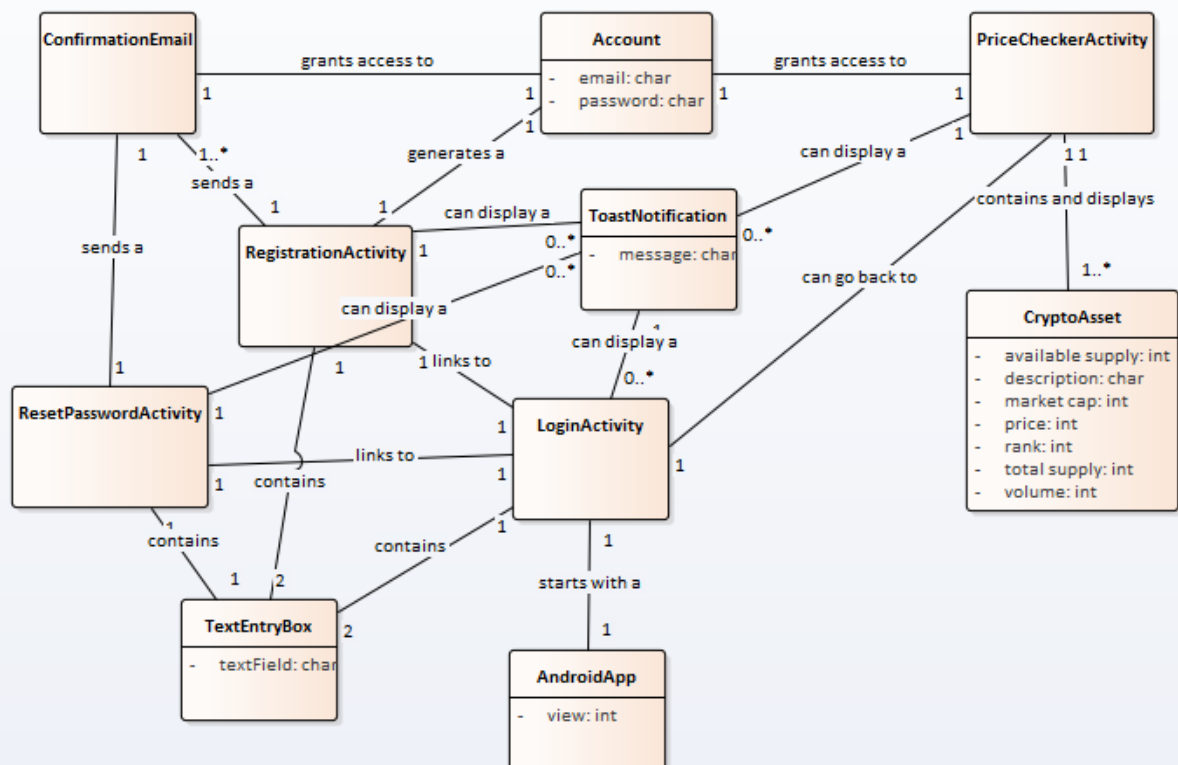 ConfirmationEmail
Account
- email: char
- password: char
PriceCheckerActivity
grants access to
1
1
grants access to
1
1
1
1..*
sends a
1
generates a
1
1
can display a
1
0..*
sends a
1
RegistrationActivity
can display a
1
0..*
ToastNotification
- message: char
1 1
contains and displays
1..*
can go back to
1
CryptoAsset
- available supply: int
- description: char
- market cap: int
- price: int
- rank: int
- total supply: int
- volume: int
can display a
0..*
1
can display a
1
0..*
1
links to
1
1
ResetPasswordActivity
LoginActivity
links to
1
1
contains
2
1
contains
1
contains
1
2
1
starts with a
1
TextEntryBox
- textField: char
AndroidApp
- view: int